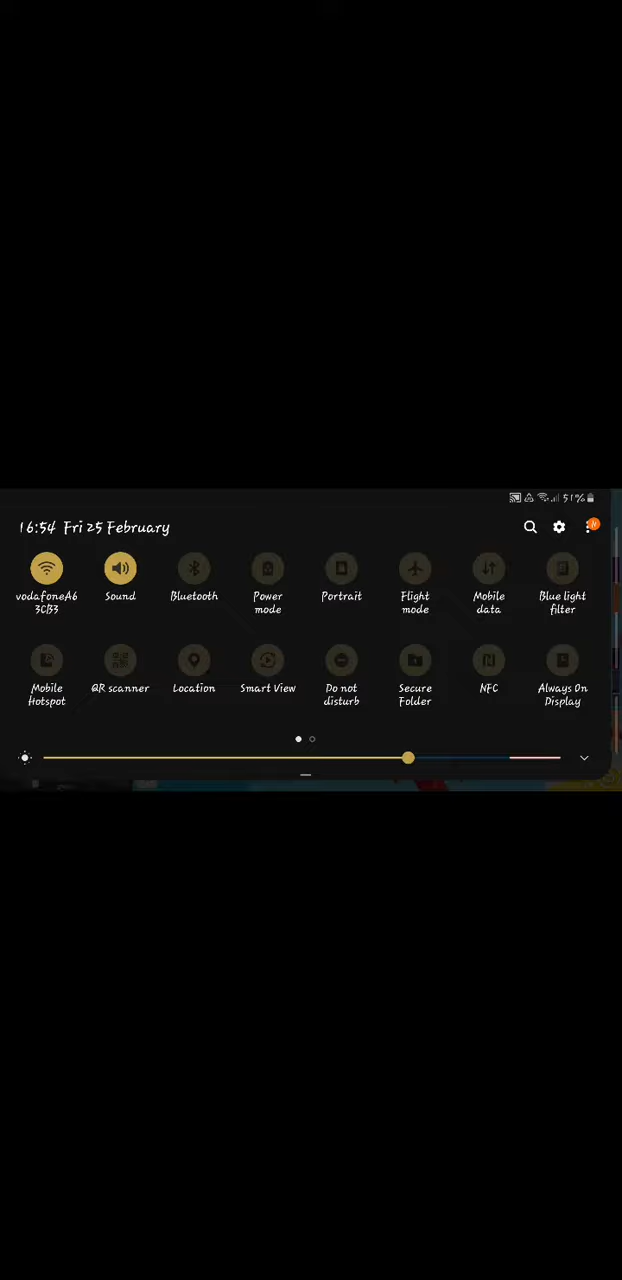 51%
16:54 Fri 25 February
N
vodafoneA6 Sound Bluetooth Power Portrait Flight Mobile Blue light
3CB3 mode mode data filter
Mobile QR scanner Location Smart View Do not Secure NFC Always On
Hotspot disturb Folder Display